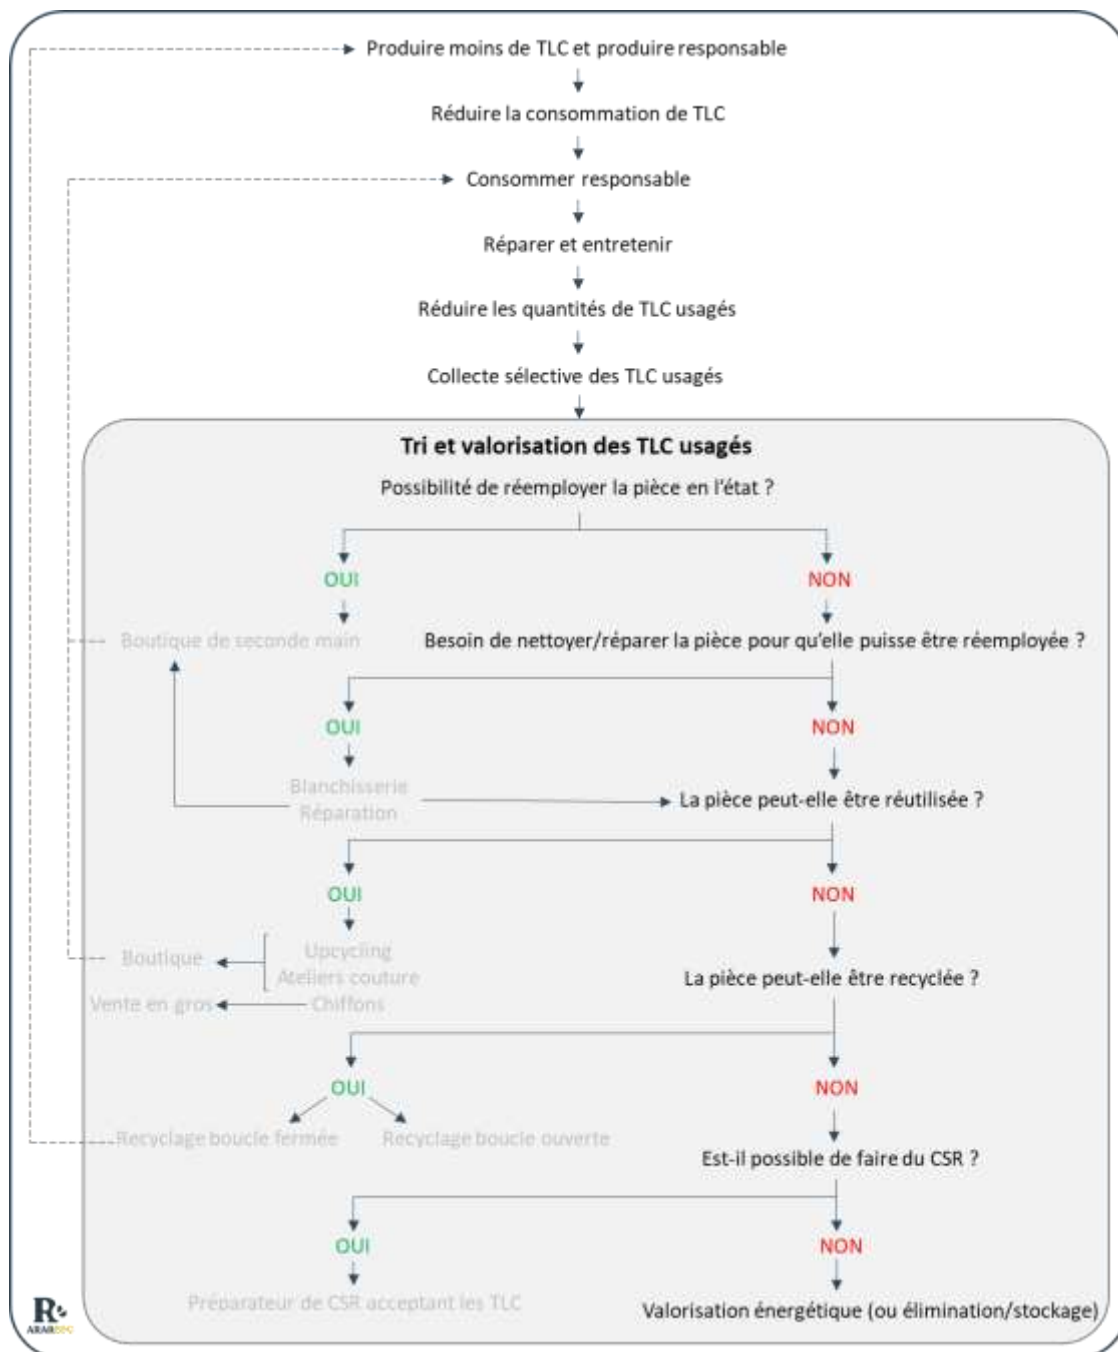 Produire moins de TLC et produire responsable
Réduire la consommation de TLC
Consommer responsable
Réparer et entretenir
Réduire les quantités de TLC usagés
Collecte sélective des TLC usagés
Tri et valorisation des TLC usagés
Possibilité de réemployer la pièce en l'état ?
OUI
NON
Boutique de seconde main
Besoin de nettoyer/réparer la pièce pour qu'elle puisse être réemployée ?
OUI
NON
Blanchisserie
Réparation
La pièce peut-elle être réutilisée ?
OUI
NON
Boutique
Upcycling
Ateliers couture
La pièce peut-elle être recyclée ?
Vente en gros
Chiffons
OUI
NON
Recyclage boucle fermée
Recyclage boucle ouverte
Est-il possible de faire du CSR ?
OUI
NON
Préparateur de CSR acceptant les TLC
Valorisation énergétique (ou élimination/stockage)
R